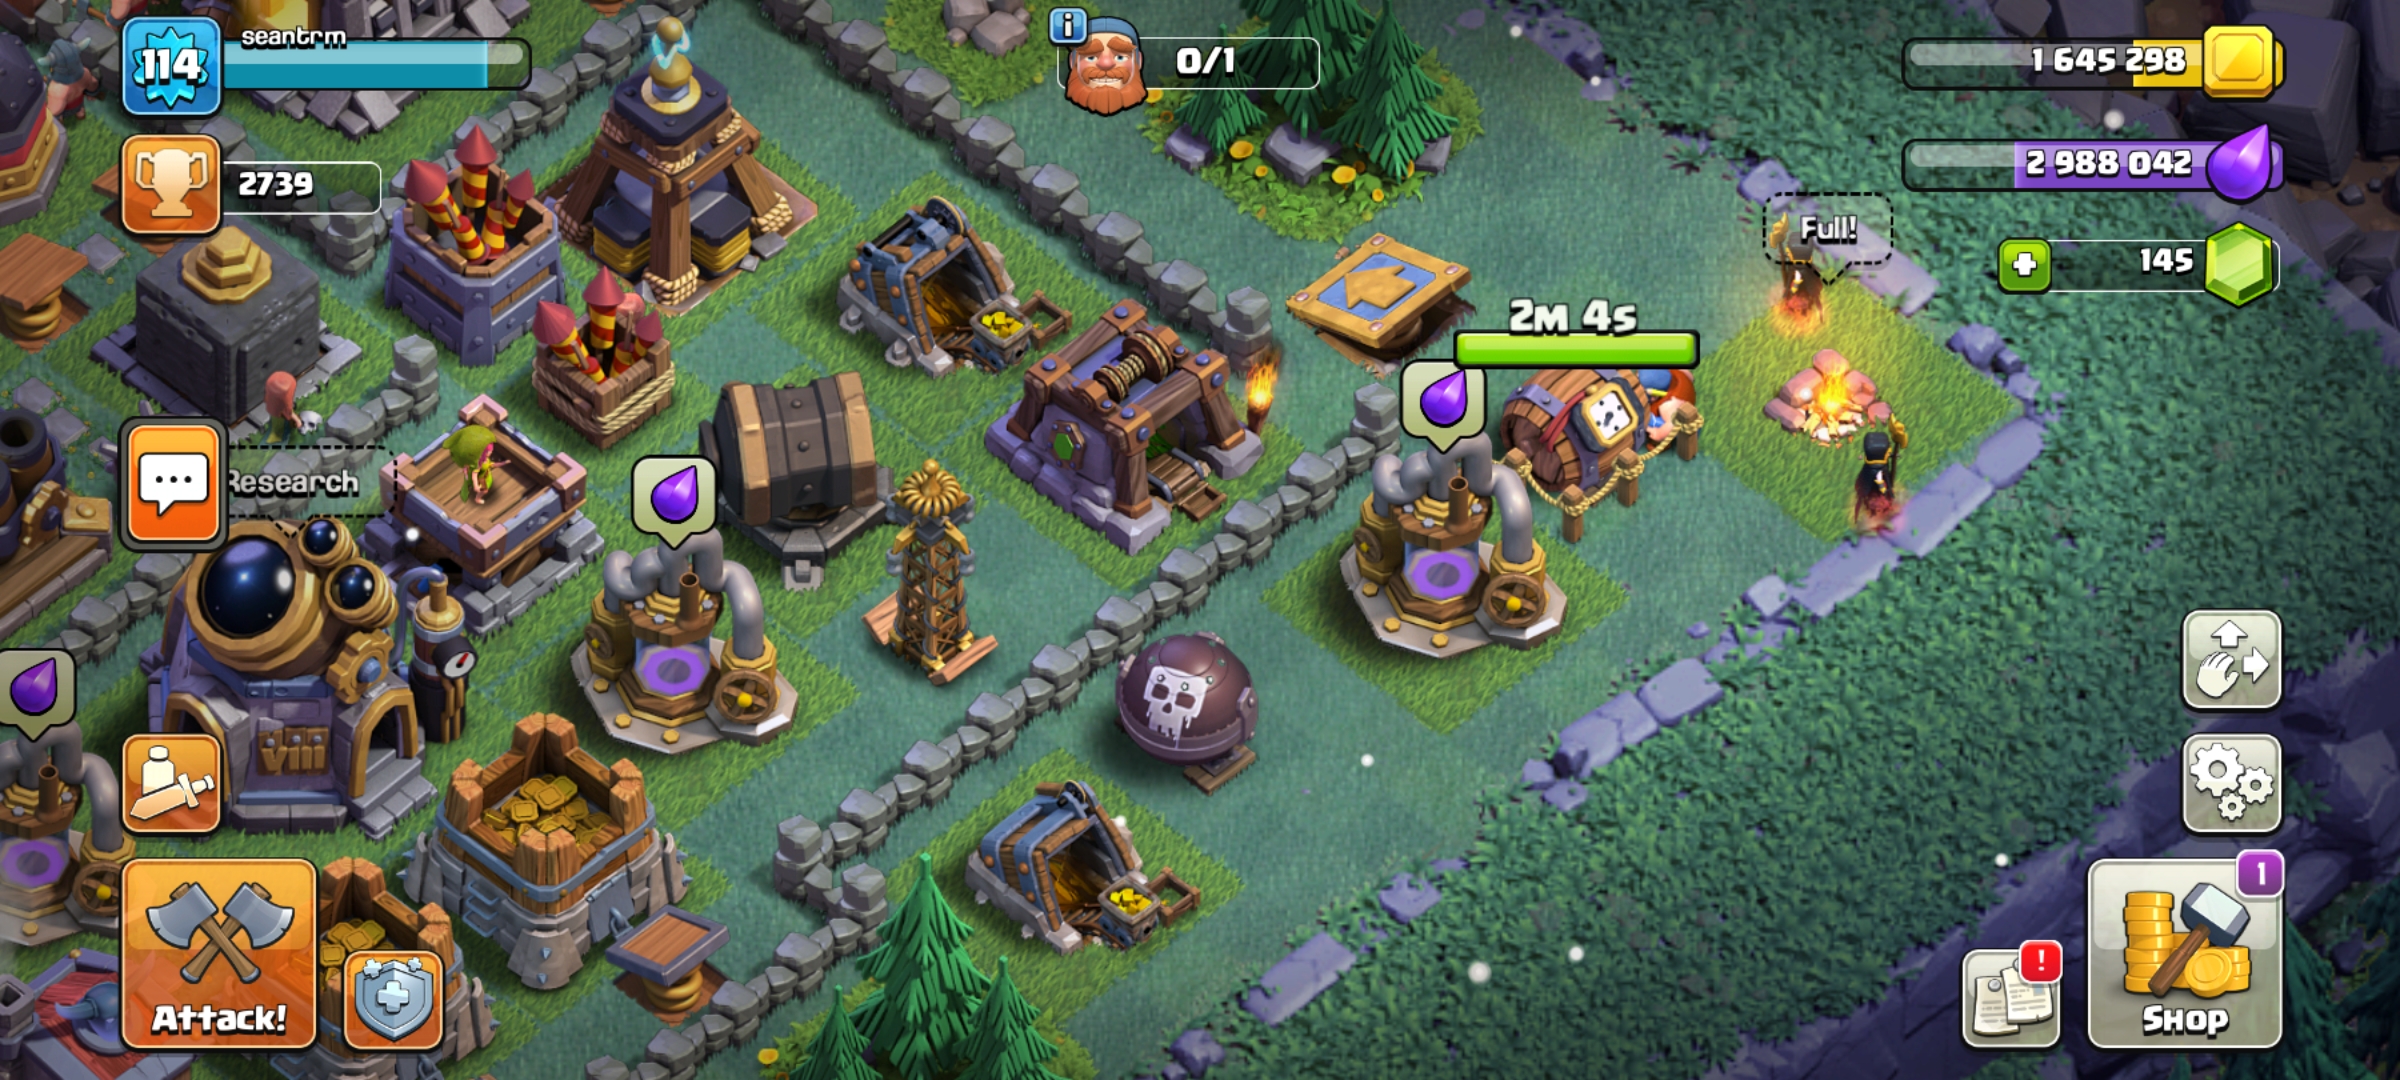 114
seantrm
0/1
1 645 298
2739
2 988 042
Full!
145
2M 4s
Research
VIII
1
!
Attack!
Shop